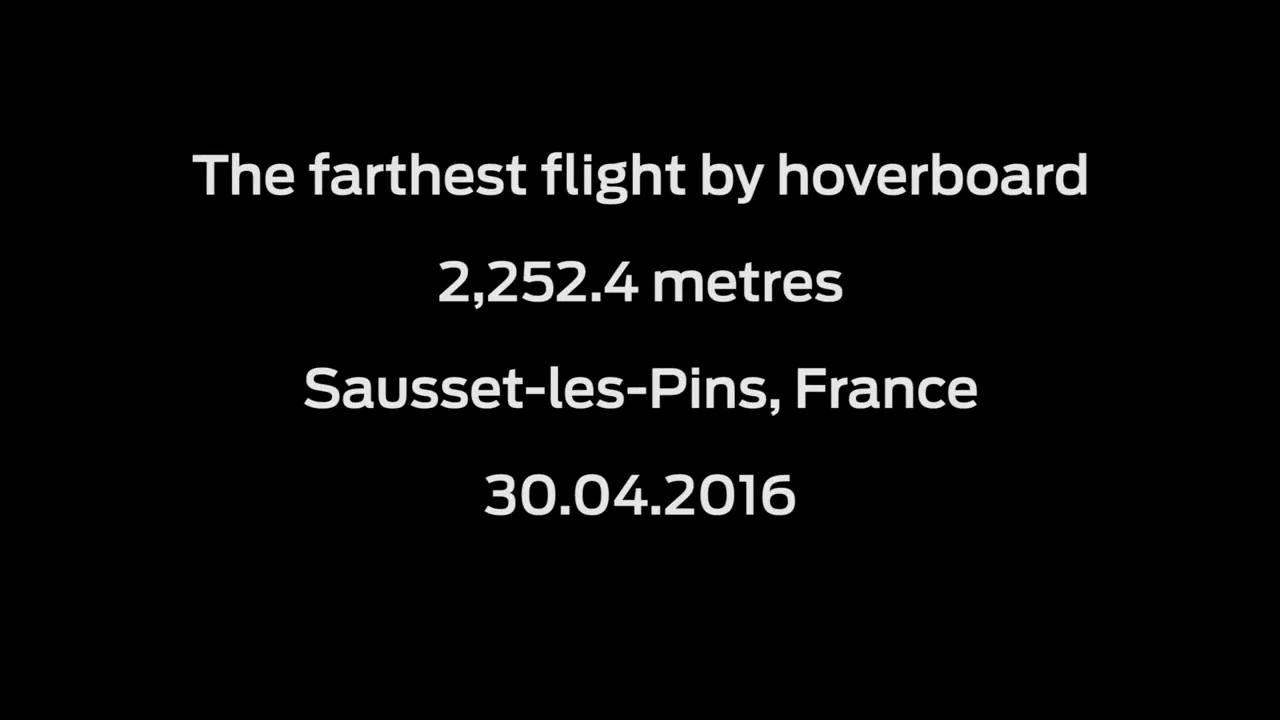 The farthest flight by hoverboard
2,252.4 metres
Sausset-les-Pins, France
30.04.2016